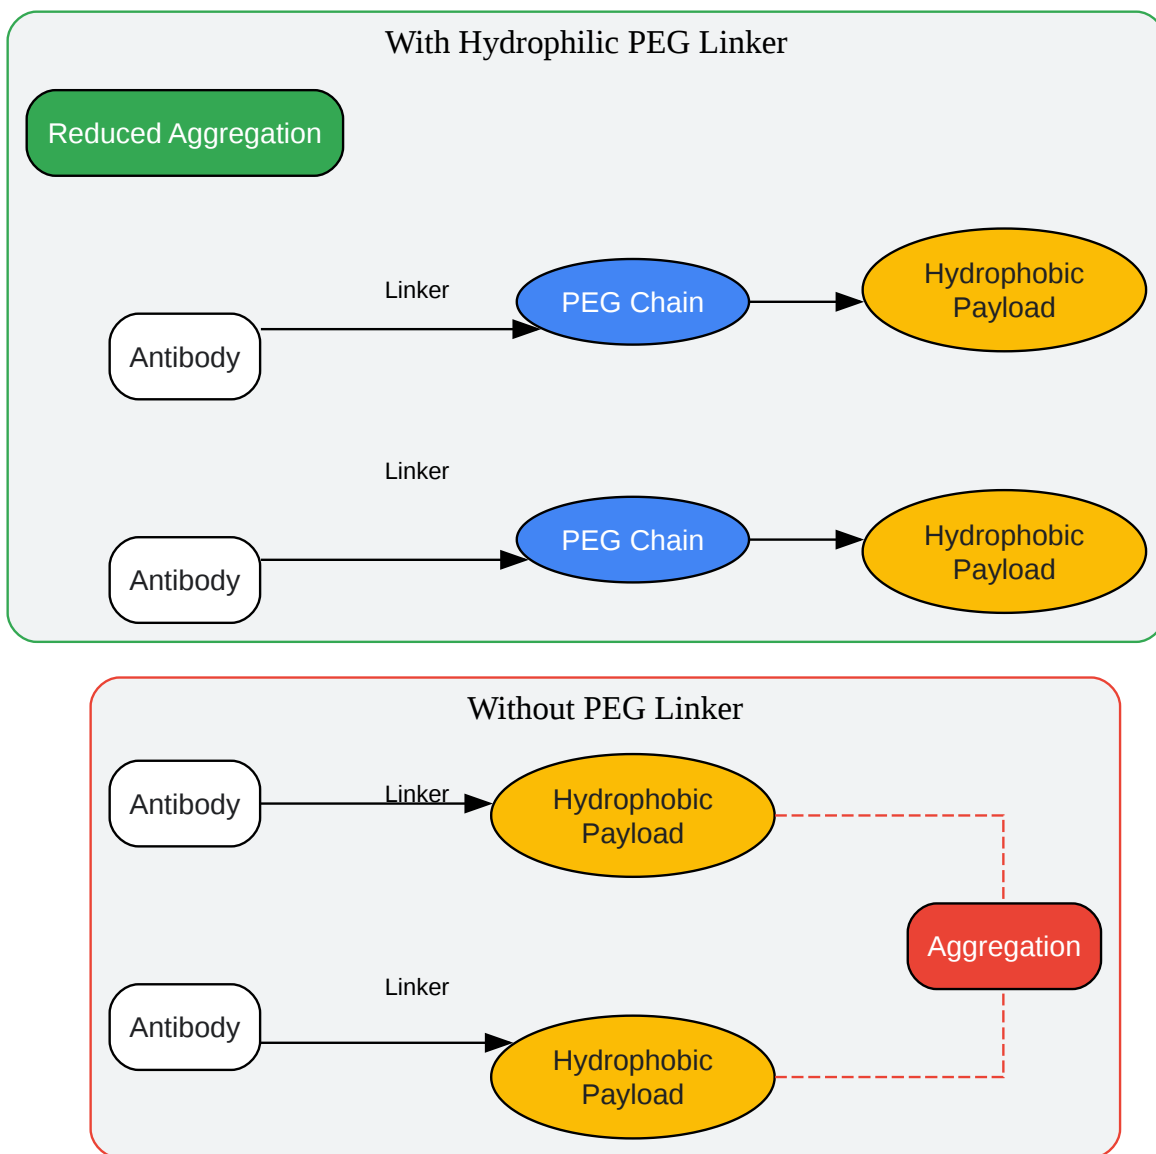 With Hydrophilic PEG Linker
Reduced Aggregation
Linker
Antibody
PEG Chain
Hydrophobic
Payload
Linker
Antibody
PEG Chain
Hydrophobic
Payload
Without PEG Linker
Antibody
Linker
Hydrophobic
Payload
Aggregation
Linker
Antibody
Hydrophobic
Payload